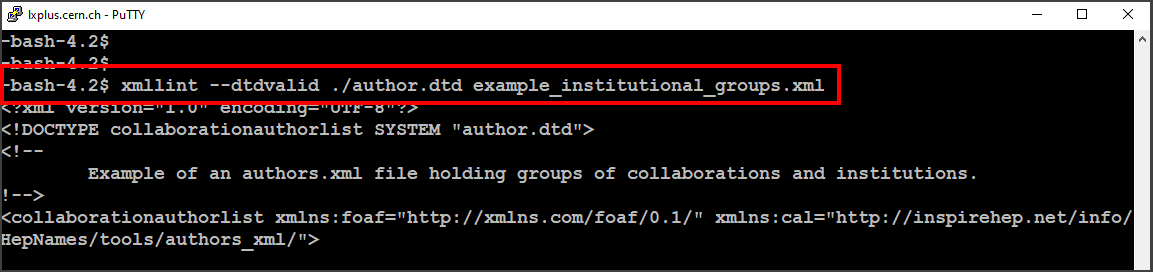 lxplus.cern.ch - PuTTY
-bash-4.2$
-bash-4.2$
-bash-4.2$ xmllint --dtdvalid ./author.dtd example_institutional_groups.xml
<?xml version="1.0" encoding="UTF-8"?>
<!DOCTYPE collaborationauthorlist SYSTEM "author.dtd">
<!--
        Example of an authors.xml file holding groups of collaborations and institutions.
!-->
<collaborationauthorlist xmlns:foaf="http://xmlns.com/foaf/0.1/" xmlns:cal="http://inspirehep.net/info/
HepNames/tools/authors_xml/">